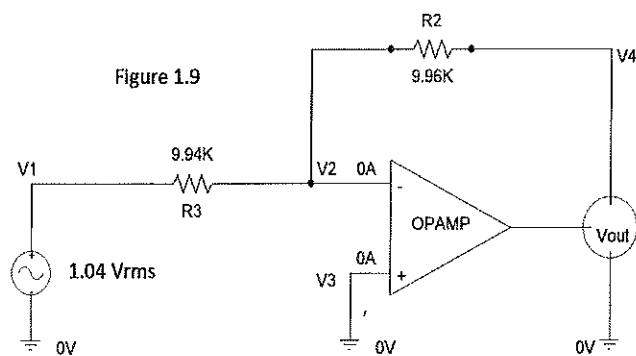 R2
V4
Figure 1.9
9.96K
V1
9.94K
V2
0A
-
R3
OPAMP
Vout
1.04 Vrms
0A
V3
+
0V
0V
0V